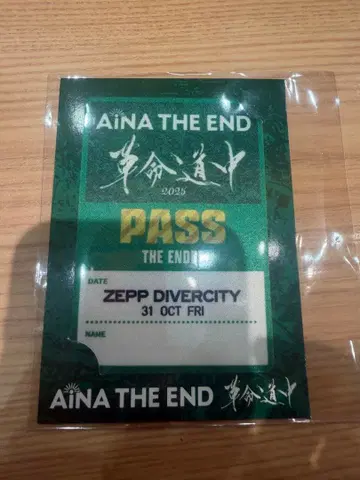 AiNA THE END
革命道中
2025
PASS
THE END
DATE
ZEPP DIVERCITY
31 OCT FRI
NAME
AiNA THE END 革命道中